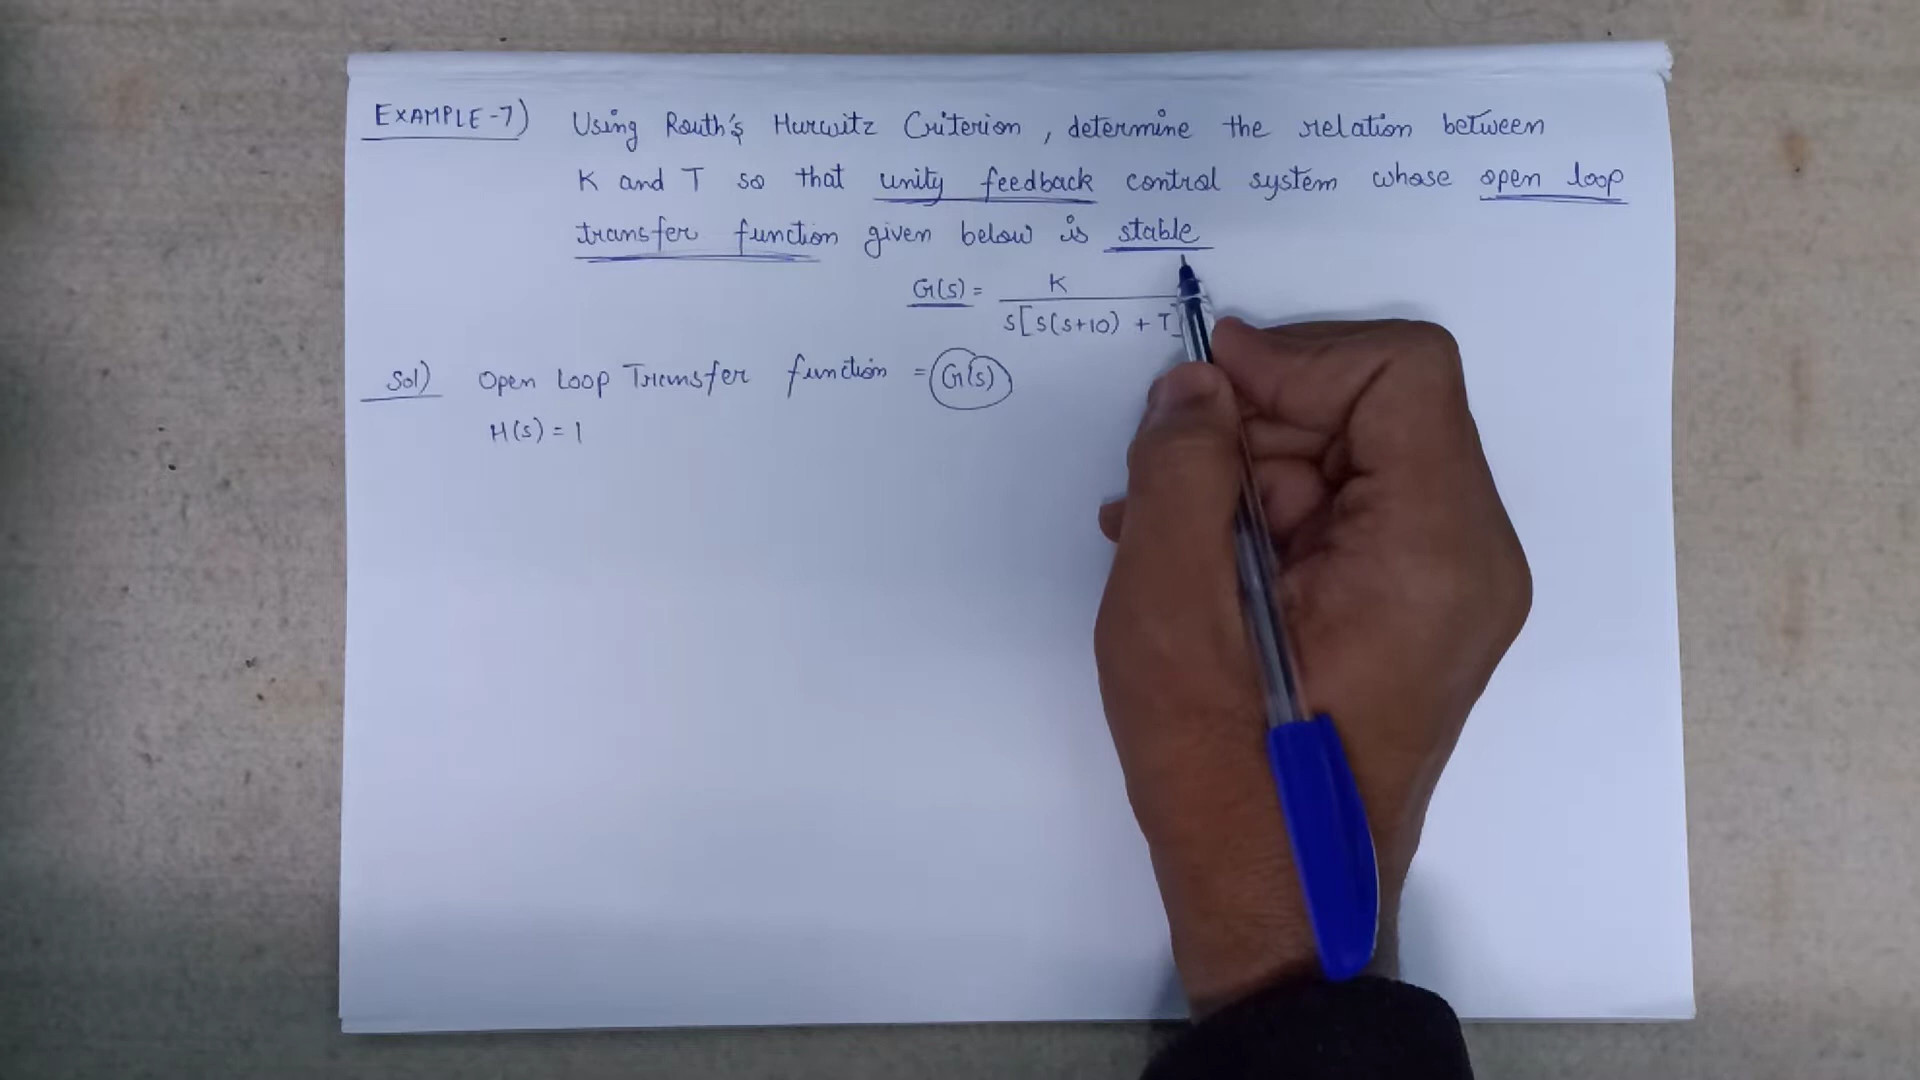 EXAMPLE-7) Using Routh's Hurwitz Criterion, determine the relation between
K and T so that unity feedback control system whose open loop
transfer function given below is stable
G(s) = K
s[s(s+10) + T]
Sol) Open Loop Transfer function = G(s)
H(s) = 1